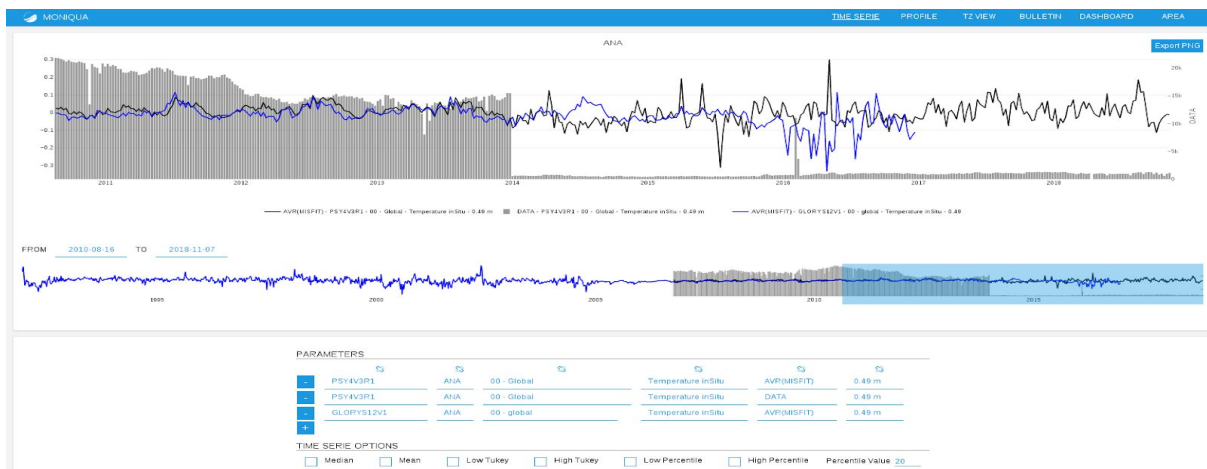 MONIQUA TIME SERIE PROFILE TZ VIEW BULLETIN DASHBOARD AREA
ANA
Export PNG
0.3
0.2
0.1
0
-0.1
-0.2
-0.3
20k
15k
10k
5k
0
DATA
2011 2012 2013 2014 2015 2016 2017 2018
AVR(MISFIT) - PSY4V3R1 - 00 - Global - Temperature inSitu - 0.49 m DATA - PSY4V3R1 - 00 - Global - Temperature inSitu - 0.49 m AVR(MISFIT) - GLORYS12V1 - 00 - global - Temperature inSitu - 0.49
FROM 2010-08-16 TO 2018-11-07
1995 2000 2005 2010 2015
PARAMETERS
- PSY4V3R1 ANA 00 - Global Temperature inSitu AVR(MISFIT) 0.49 m
- PSY4V3R1 ANA 00 - Global Temperature inSitu DATA 0.49 m
- GLORYS12V1 ANA 00 - global Temperature inSitu AVR(MISFIT) 0.49 m
+
TIME SERIE OPTIONS
Median Mean Low Tukey High Tukey Low Percentile High Percentile Percentile Value 20